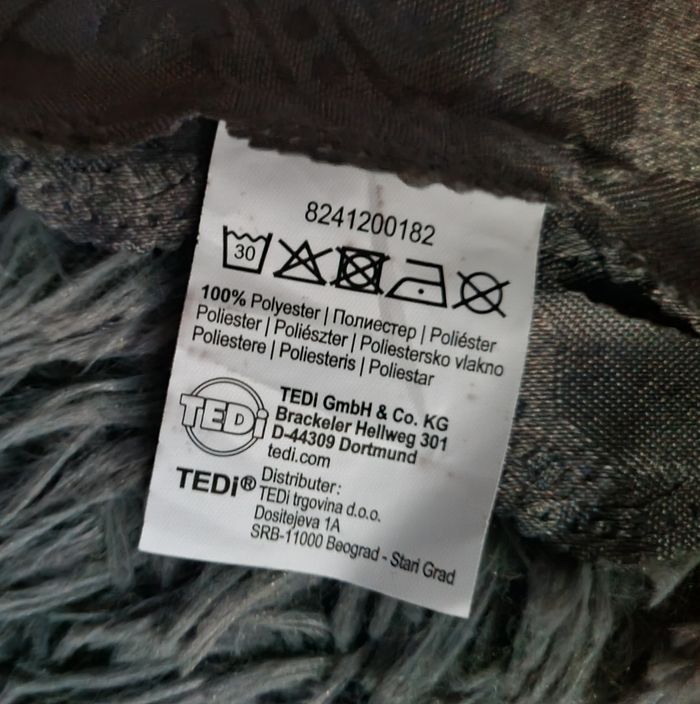 8241200182
30
100% Polyester | Полиестер | Poliéster
Poliester | Poliészter | Poliestersko vlakno
Poliestere | Poliesteris | Poliestar
TEDi
TEDi GmbH & Co. KG
Brackeler Hellweg 301
D-44309 Dortmund
tedi.com
TEDi®
Distributer:
TEDi trgovina d.o.o.
Dositejeva 1A
SRB-11000 Beograd - Stari Grad